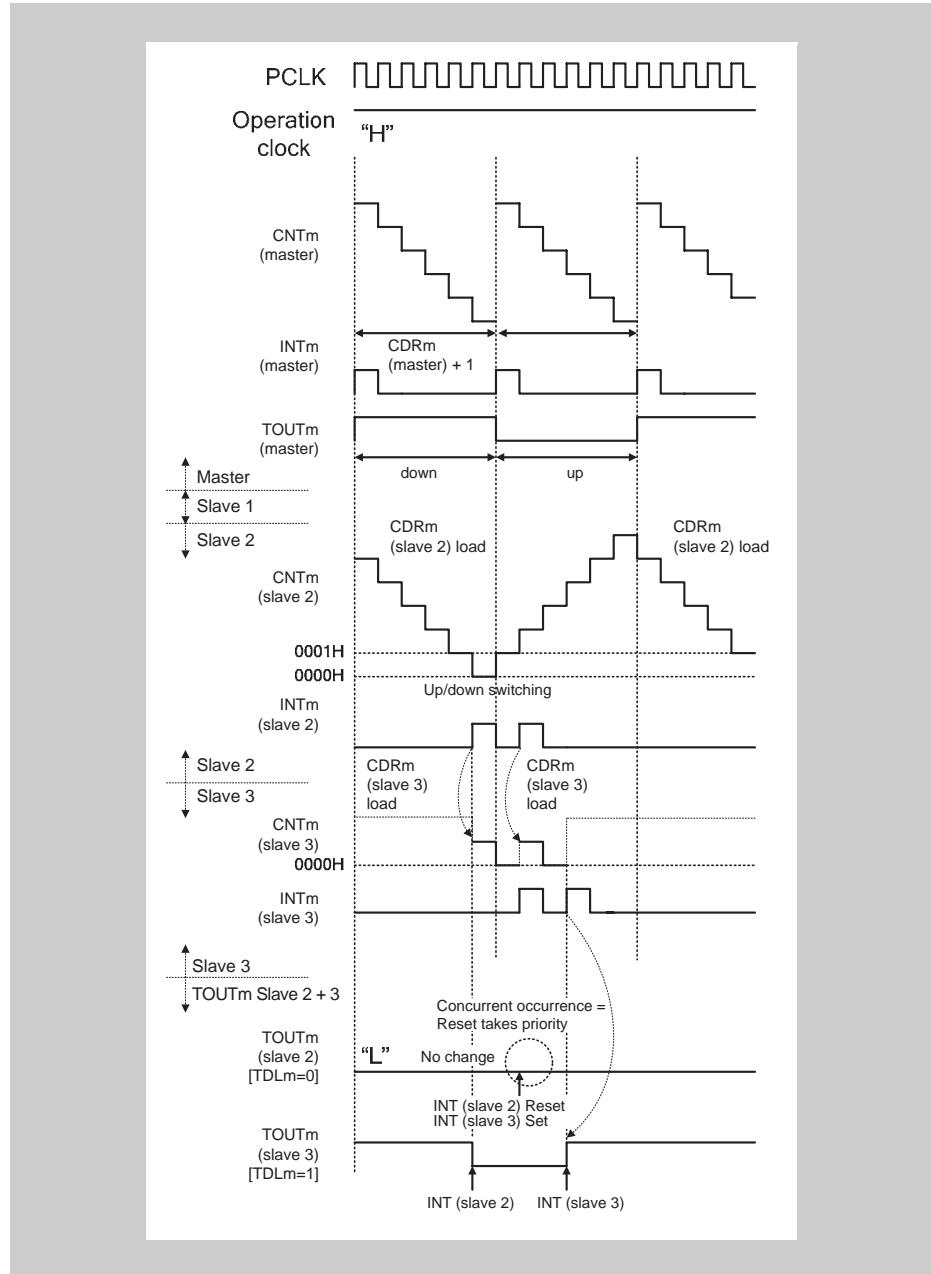 PCLK
Operation
clock
“H”
CNTm
(master)
INTm
(master)
CDRm
(master) + 1
TOUTm
(master)
down
up
Master
Slave 1
Slave 2
CDRm
(slave 2) load
CDRm
(slave 2) load
CNTm
(slave 2)
0001H
0000H
Up/down switching
INTm
(slave 2)
Slave 2
Slave 3
CDRm
(slave 3)
load
CDRm
(slave 3)
load
CNTm
(slave 3)
0000H
INTm
(slave 3)
Slave 3
TOUTm Slave 2 + 3
Concurrent occurrence =
Reset takes priority
TOUTm
(slave 2)
[TDLm=0]
“L”
No change
INT (slave 2) Reset
INT (slave 3) Set
TOUTm
(slave 3)
[TDLm=1]
INT (slave 2)
INT (slave 3)